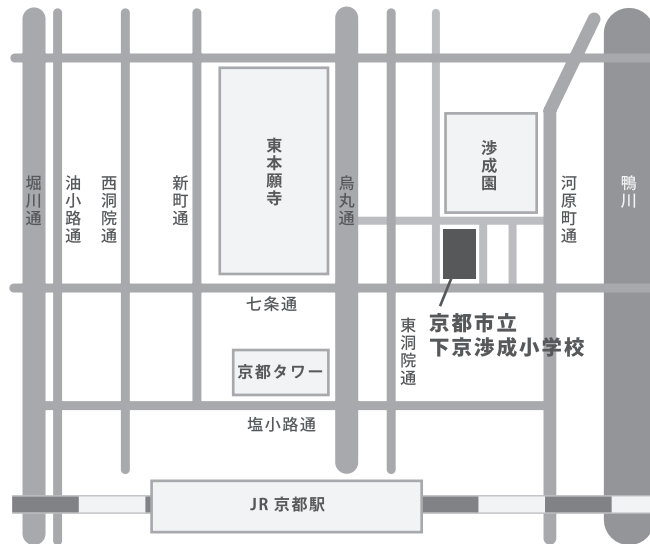 堀川通
油小路通
西洞院通
新町通
東本願寺
烏丸通
渉成園
河原町通
鴨川
七条通
京都市立
下京渉成小学校
東洞院通
京都タワー
塩小路通
JR 京都駅